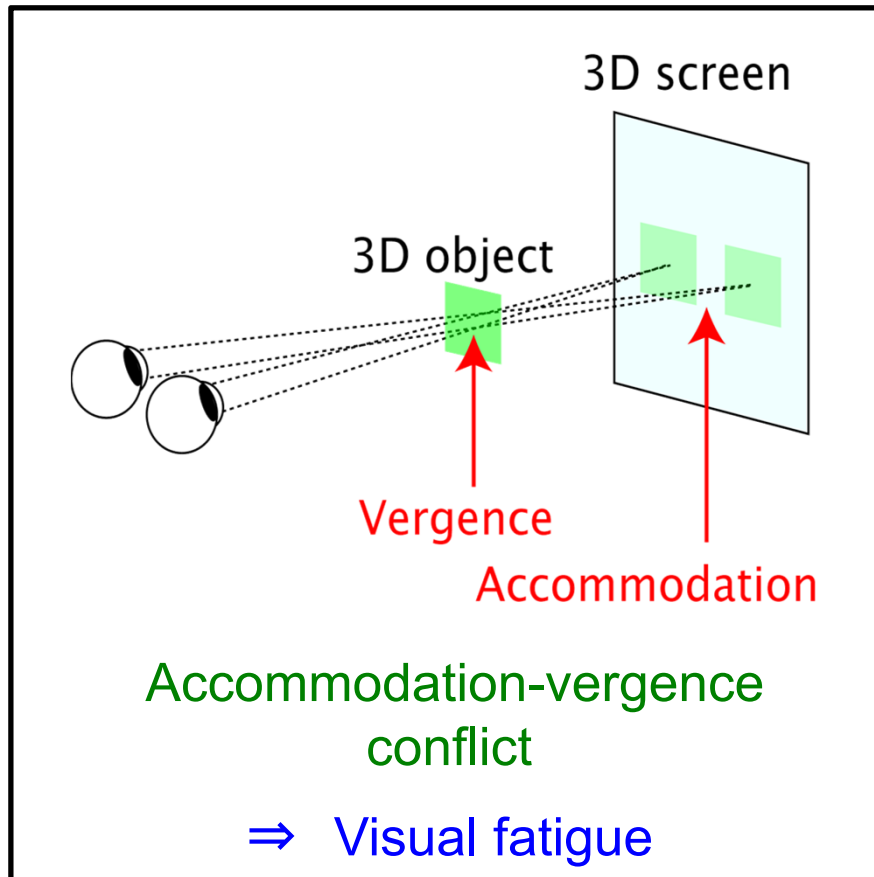 3D screen
3D object
Vergence
Accommodation
Accommodation-vergence
conflict
⇒ Visual fatigue